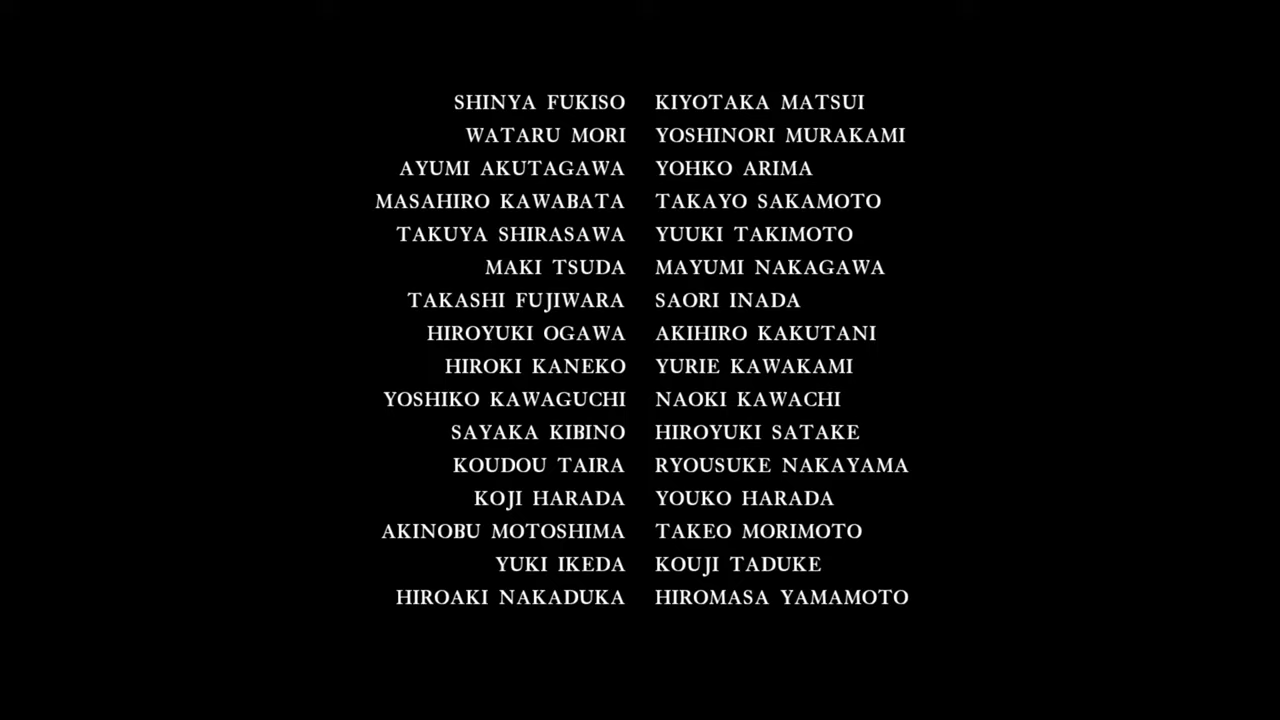 SHINYA FUKISO KIYOTAKA MATSUI
WATARU MORI YOSHINORI MURAKAMI
AYUMI AKUTAGAWA YOHKO ARIMA
MASAHIRO KAWABATA TAKAYO SAKAMOTO
TAKUYA SHIRASAWA YUUKI TAKIMOTO
MAKI TSUDA MAYUMI NAKAGAWA
TAKASHI FUJIWARA SAORI INADA
HIROYUKI OGAWA AKIHIRO KAKUTANI
HIROKI KANEKO YURIE KAWAKAMI
YOSHIKO KAWAGUCHI NAOKI KAWACHI
SAYAKA KIBINO HIROYUKI SATAKE
KOUDOU TAIRA RYOUSUKE NAKAYAMA
KOJI HARADA YOUKO HARADA
AKINOBU MOTOSHIMA TAKEO MORIMOTO
YUKI IKEDA KOUJI TADUKE
HIROAKI NAKADUKA HIROMASA YAMAMOTO